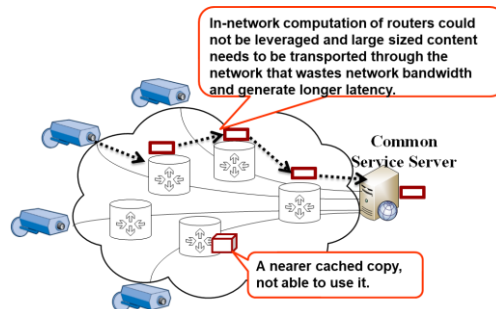 In-network computation of routers could
not be leveraged and large sized content
needs to be transported through the
network that wastes network bandwidth
and generate longer latency.
Common
Service Server
A nearer cached copy,
not able to use it.